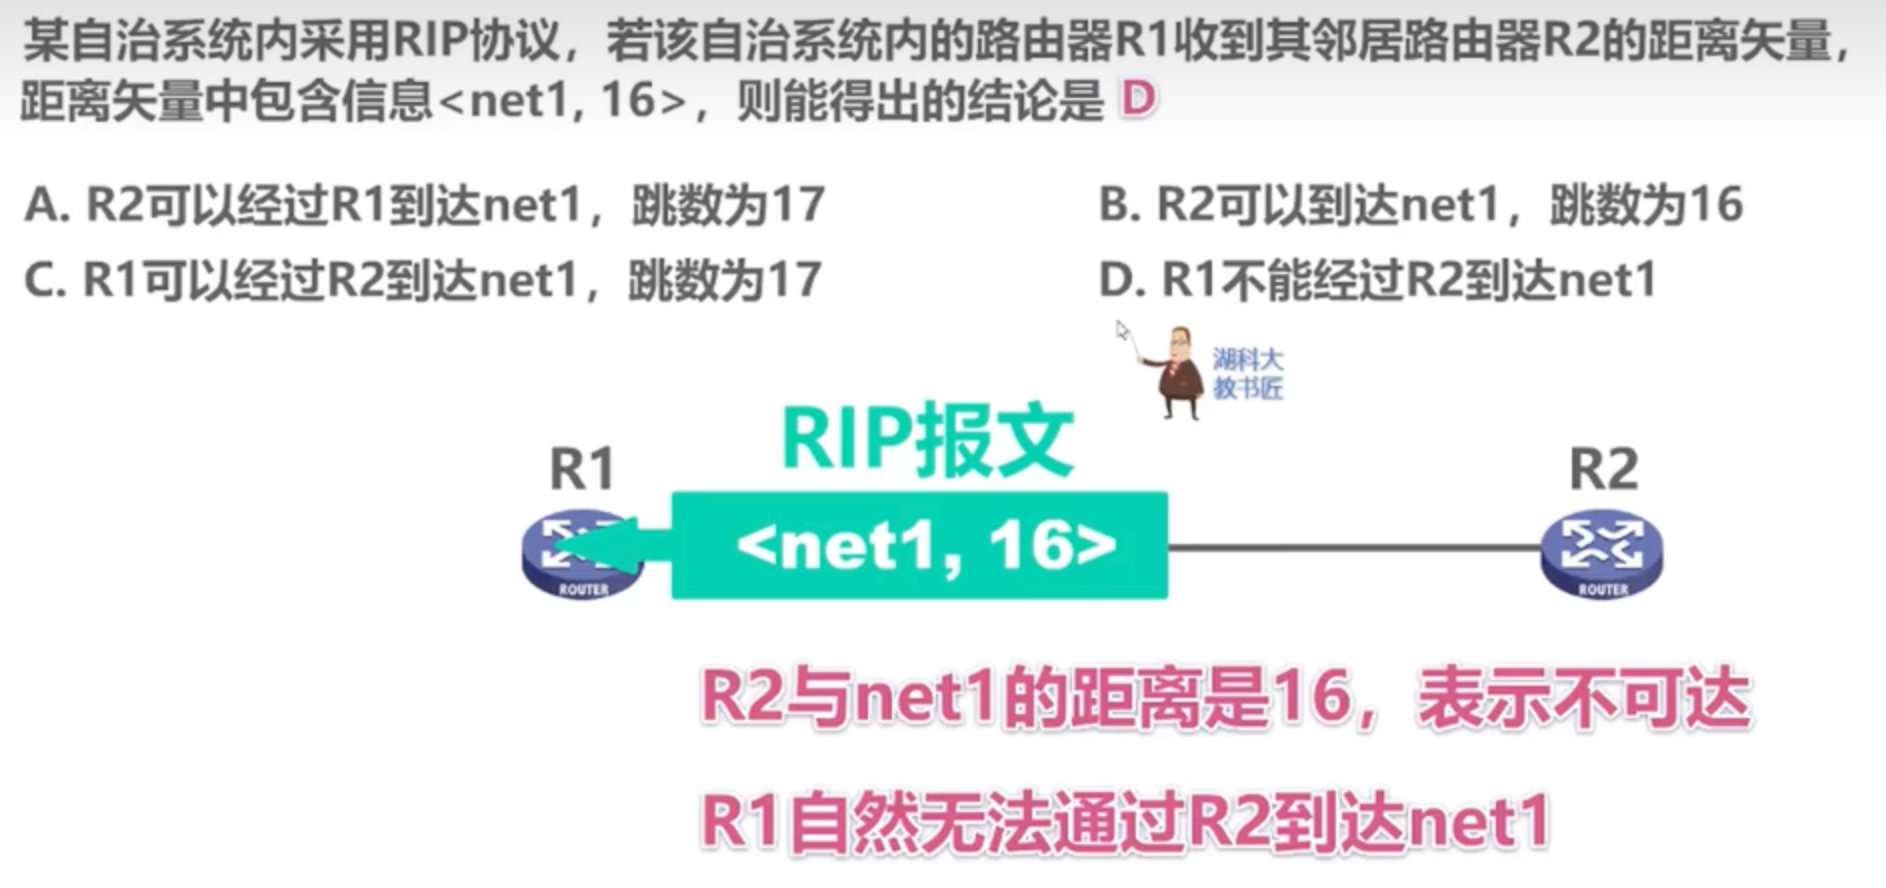 某自治系统内采用RIP协议，若该自治系统内的路由器R1收到其邻居路由器R2的距离矢量，
距离矢量中包含信息<net1, 16>，则能得出的结论是 D
A. R2可以经过R1到达net1，跳数为17
B. R2可以到达net1，跳数为16
C. R1可以经过R2到达net1，跳数为17
D. R1不能经过R2到达net1
湖科大
教书匠
RIP报文
R1
R2
<net1, 16>
ROUTER
ROUTER
R2与net1的距离是16，表示不可达
R1自然无法通过R2到达net1